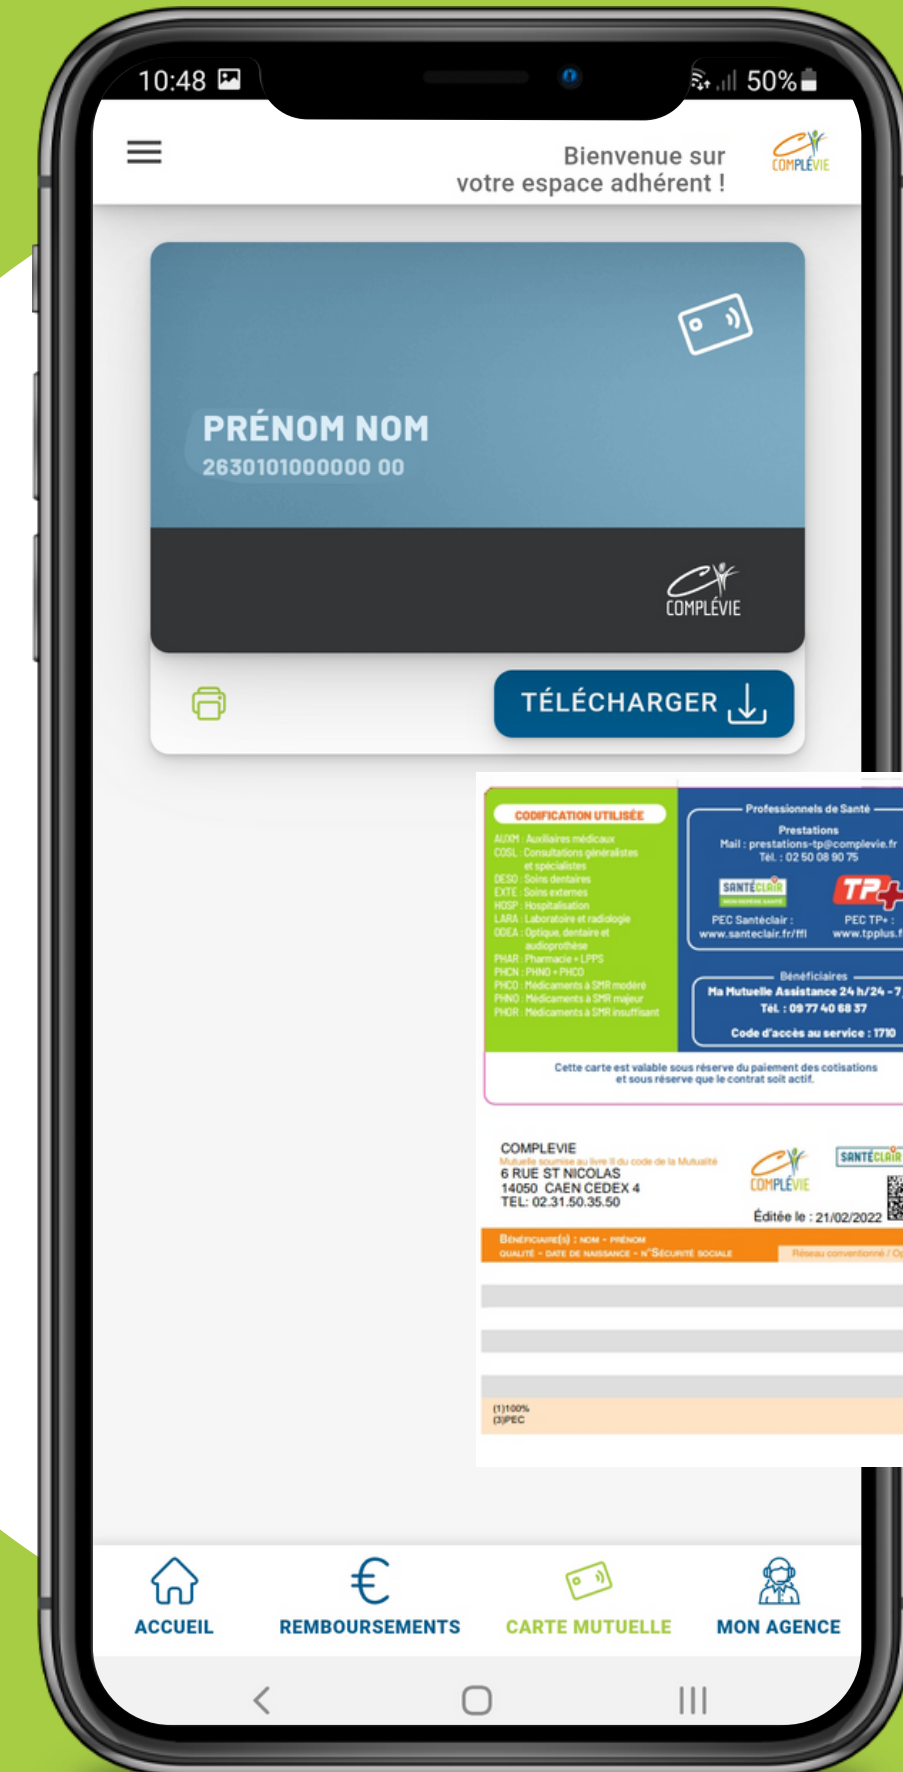 10:48
50%
Bienvenue sur
votre espace adhérent !
COMPLÉVIE
PRÉNOM NOM
2630101000000 00
COMPLÉVIE
TÉLÉCHARGER
CODIFICATION UTILISÉE
AUXM : Auxiliaires médicaux
COSL : Consultations généralistes
et spécialistes
DESO : Soins dentaires
EXTE : Soins externes
HOSP : Hospitalisation
LARA : Laboratoire et radiologie
ODEA : Optique, dentaire et
audioprothèse
PHAR : Pharmacie + LPPS
PHCN : PHNO + PHCO
PHCO : Médicaments à SMR modéré
PHNO : Médicaments à SMR majeur
PHOR : Médicaments à SMR insuffisant
Professionnels de Santé
Prestations
Mail : prestations-tp@complevie.fr
Tél. : 02 50 08 90 75
SANTÉCLAIR
TP+
PEC Santéclair :
www.santeclair.fr/ffl
PEC TP+ :
www.tpplus.f
Bénéficiaires
Ma Mutuelle Assistance 24 h/24 - 7
Tél. : 09 77 40 68 37
Code d'accès au service : 1710
Cette carte est valable sous réserve du paiement des cotisations
et sous réserve que le contrat soit actif.
COMPLEVIE
Mutuelle soumise au livre II du code de la Mutualité
6 RUE ST NICOLAS
14050 CAEN CEDEX 4
TEL: 02.31.50.35.50
COMPLÉVIE
SANTÉCLAIR
Éditée le : 21/02/2022
BÉNÉFICIAIRE(S) : NOM - PRÉNOM
QUALITÉ - DATE DE NAISSANCE - N°SÉCURITÉ SOCIALE
Réseau conventionné / Op
(1)100%
(3)PEC
ACCUEIL
REMBOURSEMENTS
CARTE MUTUELLE
MON AGENCE